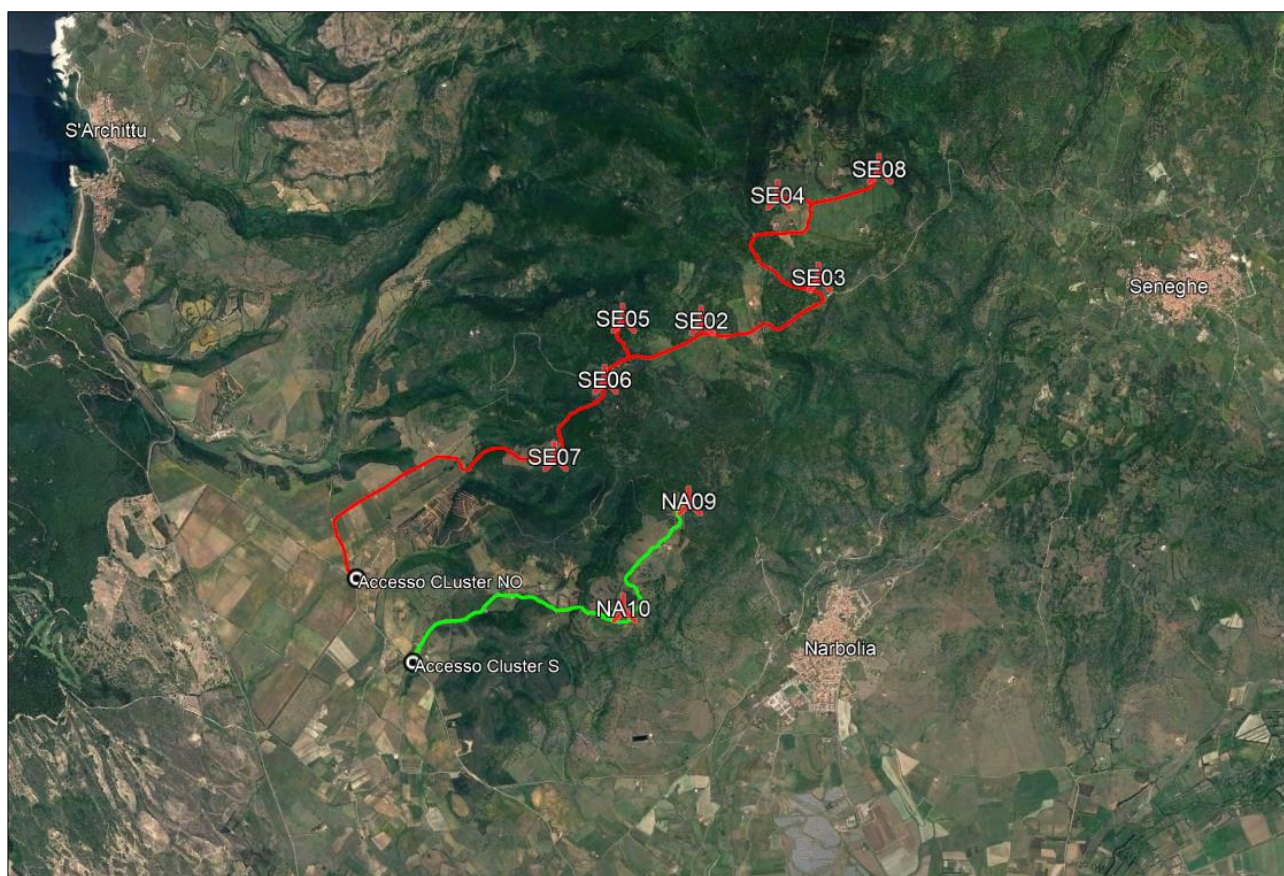 S'Archittu
SE08
SE04
SE03
Seneghe
SE05
SE02
SE06
SE07
NA09
Accesso CLuster NO
NA10
Narbolia
Accesso Cluster S